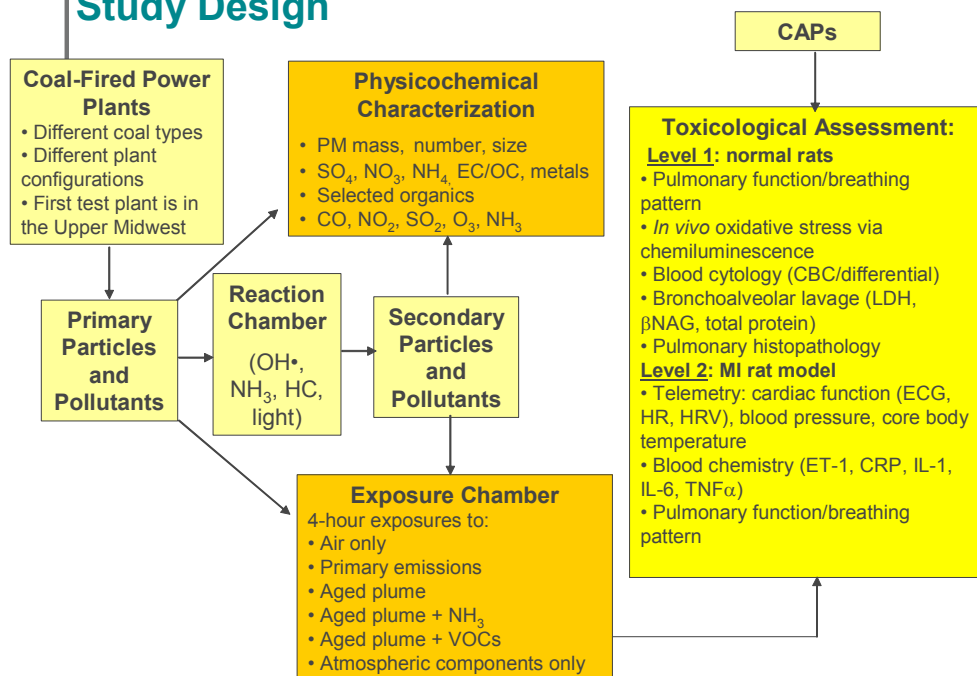 Study Design
Coal-Fired Power
Plants
• Different coal types
• Different plant
configurations
• First test plant is in
the Upper Midwest
Physicochemical
Characterization
• PM mass, number, size
• SO₄, NO₃, NH₄, EC/OC, metals
• Selected organics
• CO, NO₂, SO₂, O₃, NH₃
CAPs
Primary
Particles
and
Pollutants
Reaction
Chamber
(OH•,
NH₃, HC,
light)
Secondary
Particles
and
Pollutants
Exposure Chamber
4-hour exposures to:
• Air only
• Primary emissions
• Aged plume
• Aged plume + NH₃
• Aged plume + VOCs
• Atmospheric components only
Toxicological Assessment:
Level 1: normal rats
• Pulmonary function/breathing
pattern
• In vivo oxidative stress via
chemiluminescence
• Blood cytology (CBC/differential)
• Bronchoalveolar lavage (LDH,
βNAG, total protein)
• Pulmonary histopathology
Level 2: MI rat model
• Telemetry: cardiac function (ECG,
HR, HRV), blood pressure, core body
temperature
• Blood chemistry (ET-1, CRP, IL-1,
IL-6, TNFα)
• Pulmonary function/breathing
pattern